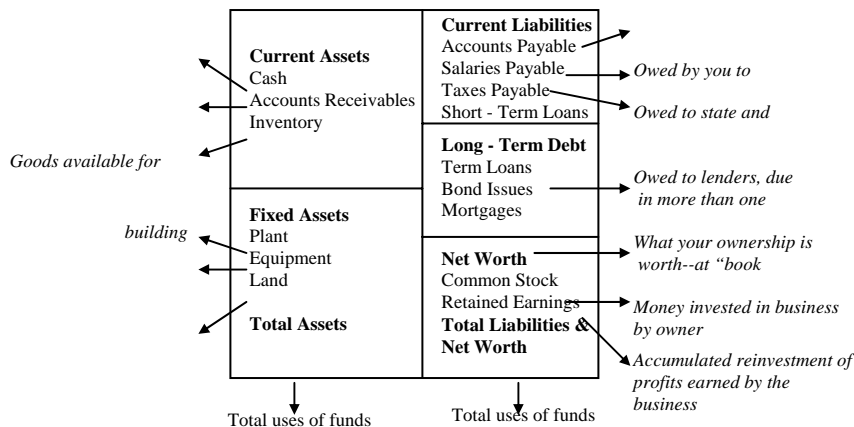 Current Assets
Cash
Accounts Receivables
Inventory
Goods available for
Fixed Assets
building
Plant
Equipment
Land
Total Assets
Total uses of funds
Current Liabilities
Accounts Payable
Salaries Payable
Owed by you to
Taxes Payable
Owed to state and
Short - Term Loans
Long - Term Debt
Term Loans
Owed to lenders, due
Bond Issues
in more than one
Mortgages
What your ownership is
Net Worth
worth--at “book
Common Stock
Retained Earnings
Money invested in business
by owner
Total Liabilities &
Net Worth
Accumulated reinvestment of
profits earned by the
business
Total uses of funds